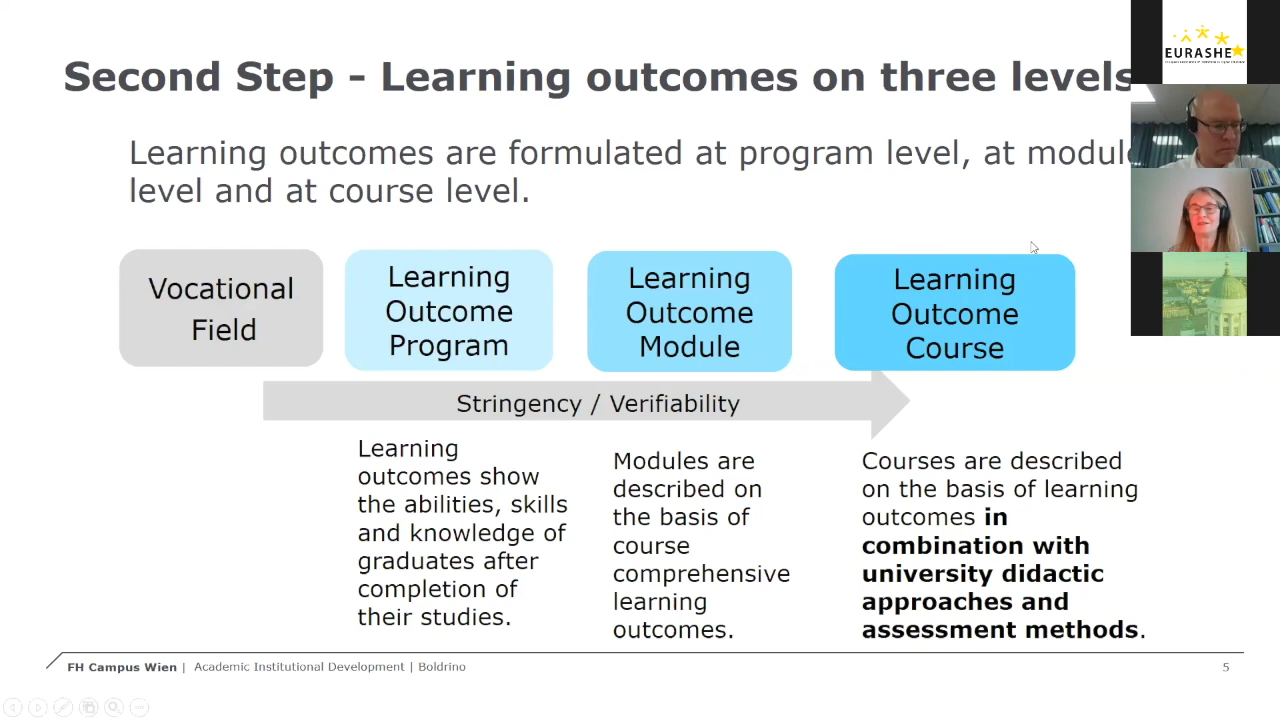 Second Step - Learning outcomes on three levels
EURASHE
Learning outcomes are formulated at program level, at module
level and at course level.
Vocational
Field
Learning
Outcome
Program
Learning
Outcome
Module
Learning
Outcome
Course
Stringency / Verifiability
Learning
outcomes show
the abilities, skills
and knowledge of
graduates after
completion of
their studies.
Modules are
described on
the basis of
course
comprehensive
learning
outcomes.
Courses are described
on the basis of learning
outcomes in
combination with
university didactic
approaches and
assessment methods.
FH Campus Wien | Academic Institutional Development | Boldrino
5